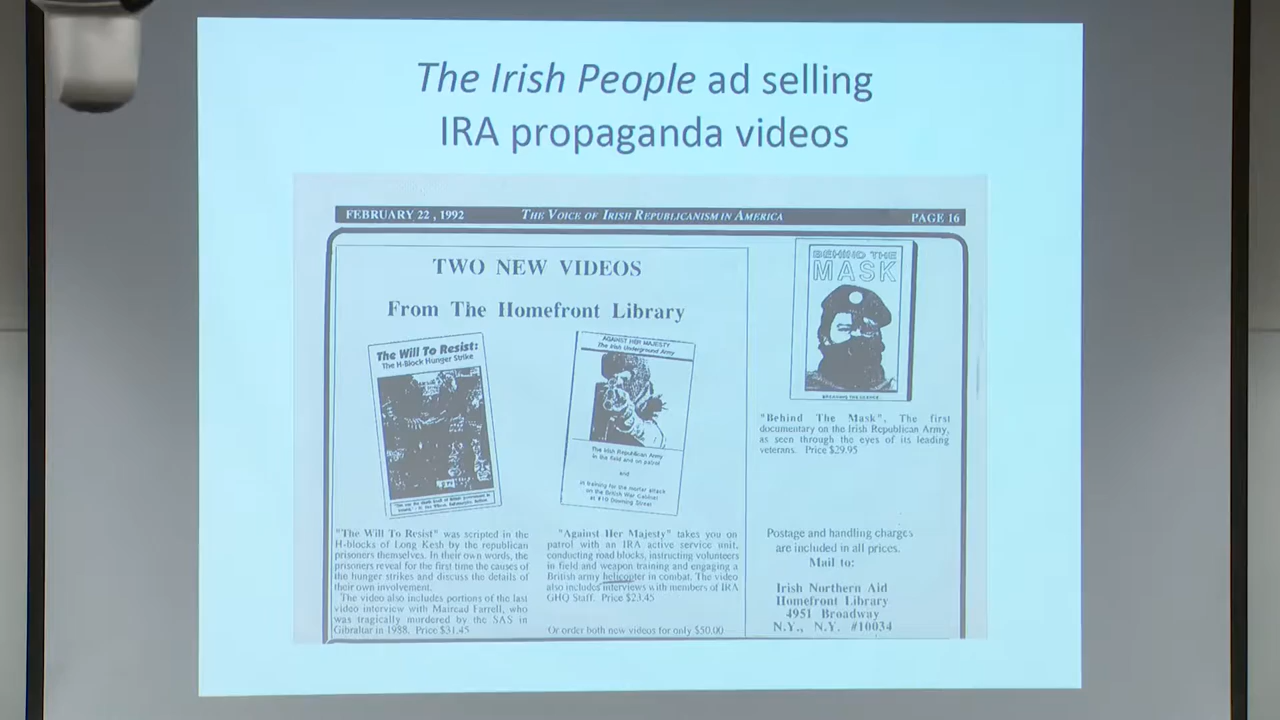 The Irish People ad selling
IRA propaganda videos
FEBRUARY 22, 1992 THE VOICE OF IRISH REPUBLICANISM IN AMERICA PAGE 16
TWO NEW VIDEOS
From The Homefront Library
The Will To Resist:
The H-Block Hunger Strike
AGAINST HER MAJESTY
The Irish Underground Army
The Irish Republican Army
in the field and on patrol
and
in training for the mortar attack
on the British War Cabinet
at #10 Downing Street
"The Will To Resist" was scripted in the
H-blocks of Long Kesh by the republican
prisoners themselves. In their own words, the
prisoners reveal for the first time the causes of
the hunger strikes and discuss the details of
their own involvement.
The video also includes portions of the last
video interview with Mairead Farrell, who
was tragically murdered by the SAS in
Gibraltar in 1988. Price $31.45
"Against Her Majesty" takes you on
patrol with an IRA active service unit,
conducting road blocks, instructing volunteers
in field and weapon training and engaging a
British army helicopter in combat. The video
also includes interviews with members of IRA
GHQ Staff. Price $23.45
Or order both new videos for only $50.00
BEHIND THE
MASK
"Behind The Mask", The first
documentary on the Irish Republican Army,
as seen through the eyes of its leading
veterans. Price $29.95
Postage and handling charges
are included in all prices.
Mail to:
Irish Northern Aid
Homefront Library
4951 Broadway
N.Y., N.Y. #10034